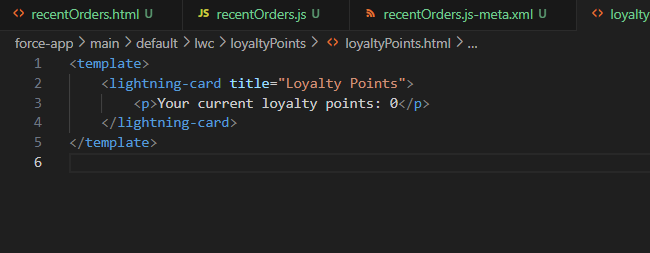 <> recentOrders.html U JS recentOrders.js U recentOrders.js-meta.xml U <> loyalty
force-app > main > default > lwc > loyaltyPoints > <> loyaltyPoints.html > ...
1 <template>
2 <lightning-card title="Loyalty Points">
3 <p>Your current loyalty points: 0</p>
4 </lightning-card>
5 </template>
6